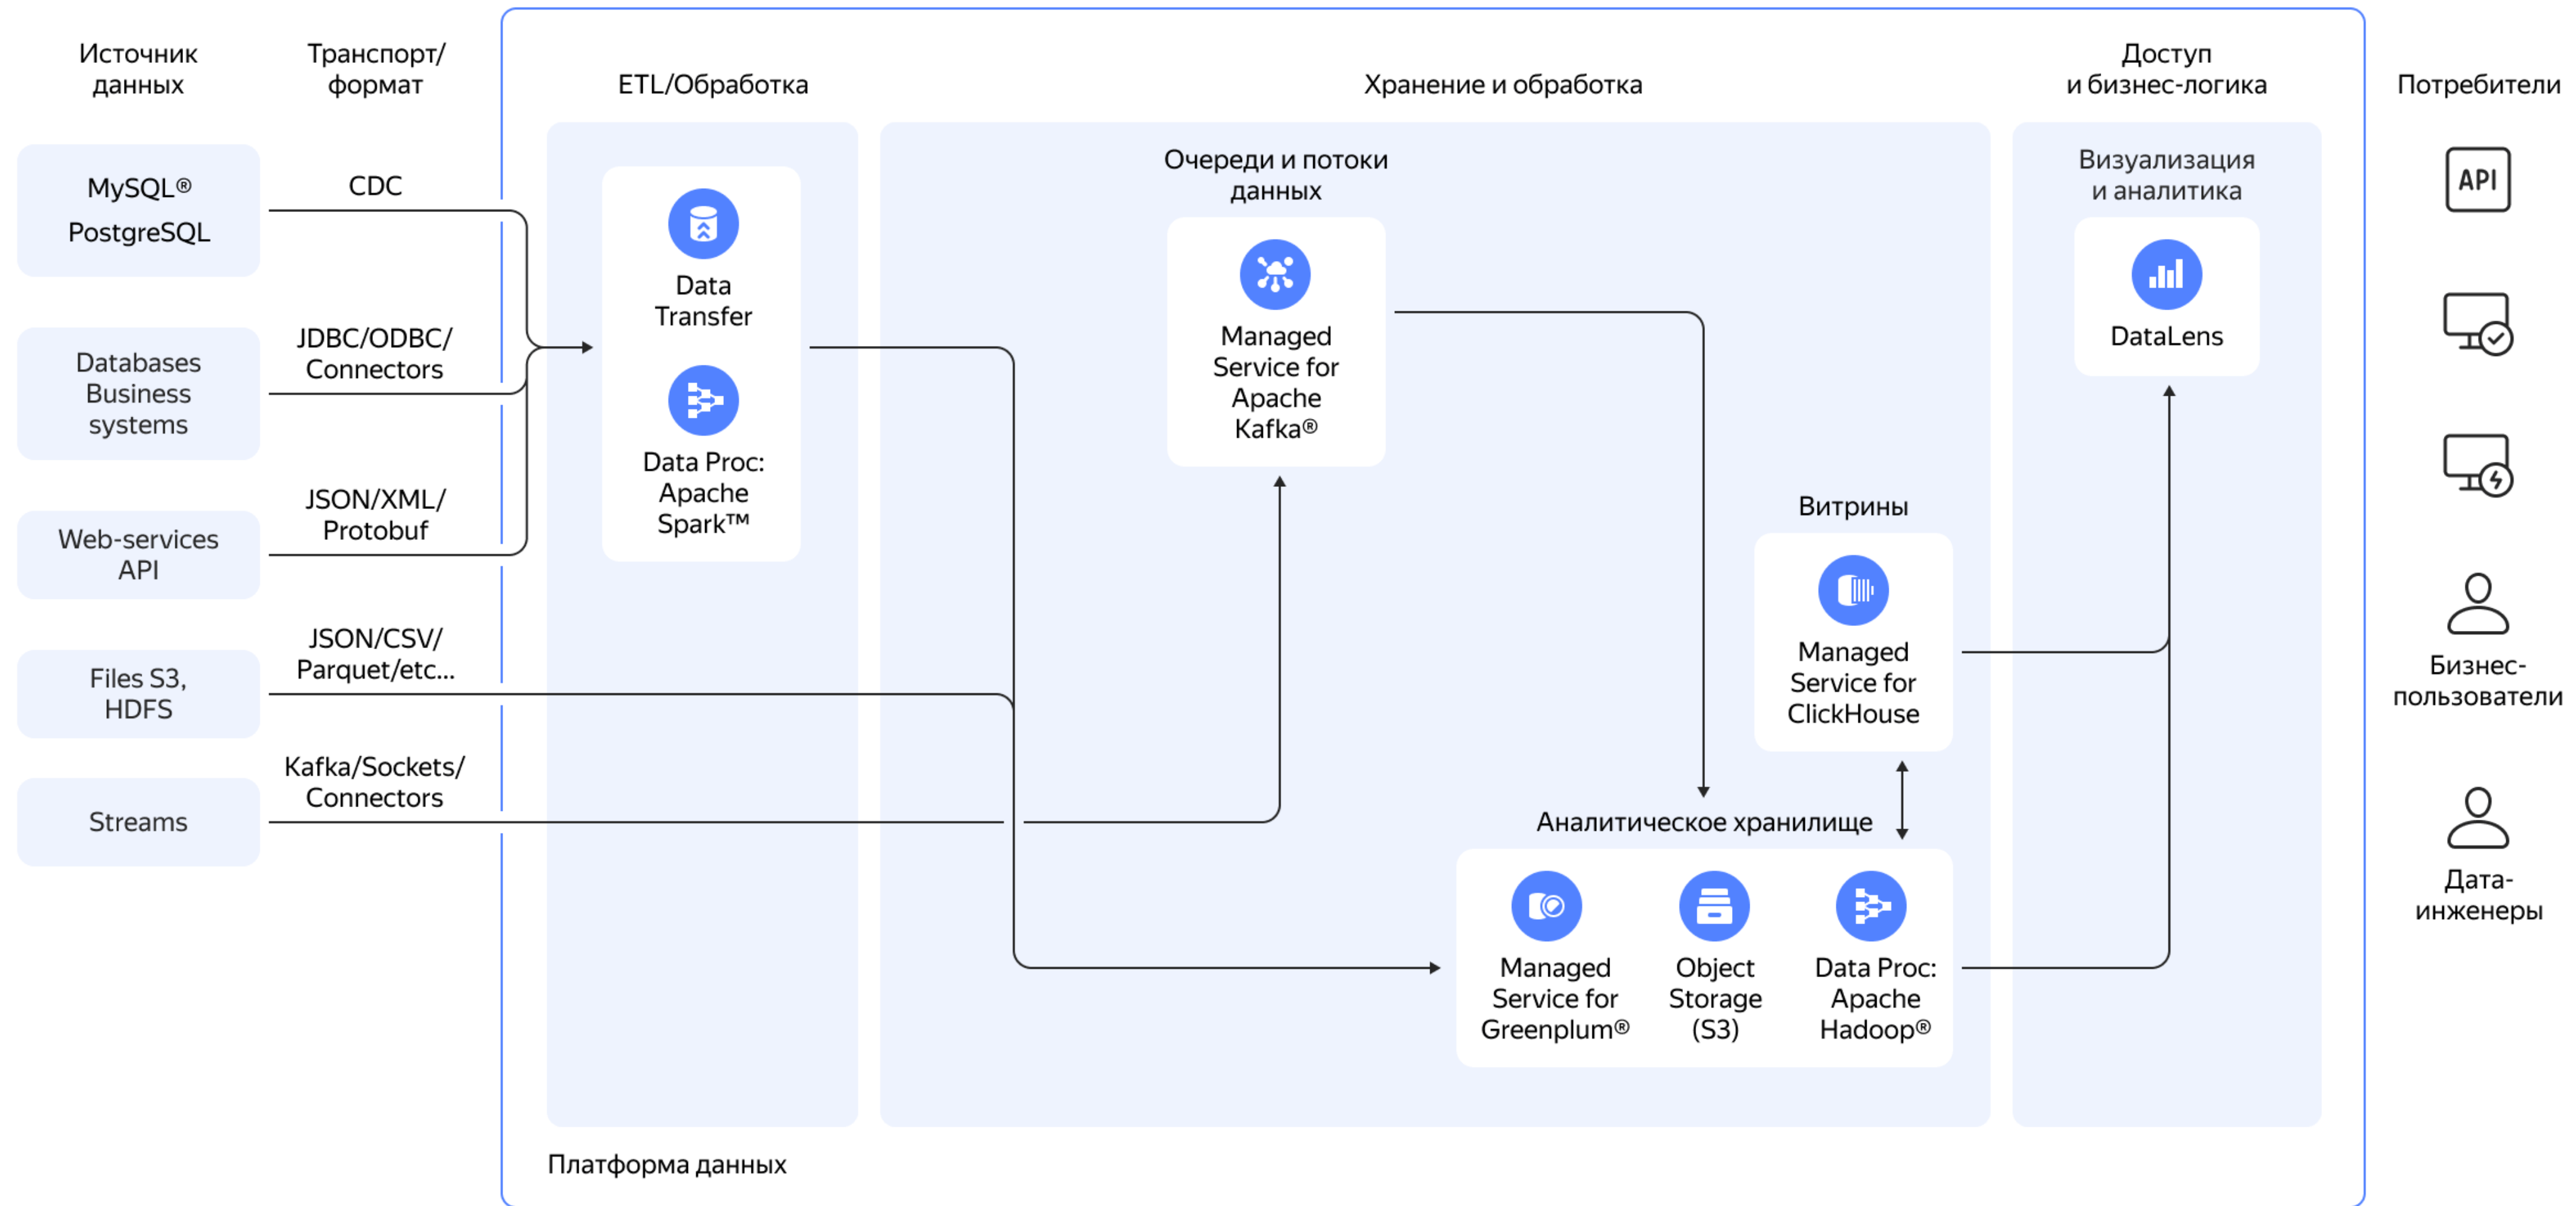 Источник
данных
Транспорт/
формат
ETL/Обработка
Хранение и обработка
Доступ
и бизнес-логика
Потребители
MySQL®
PostgreSQL
CDC
Databases
Business
systems
JDBC/ODBC/
Connectors
Web-services
API
JSON/XML/
Protobuf
Files S3,
HDFS
JSON/CSV/
Parquet/etc...
Streams
Kafka/Sockets/
Connectors
Data
Transfer
Data Proc:
Apache
Spark™
Очереди и потоки
данных
Managed
Service for
Apache
Kafka®
Витрины
Managed
Service for
ClickHouse
Аналитическое хранилище
Managed
Service for
Greenplum®
Object
Storage
(S3)
Data Proc:
Apache
Hadoop®
Визуализация
и аналитика
DataLens
API
Бизнес-
пользователи
Дата-
инженеры
Платформа данных